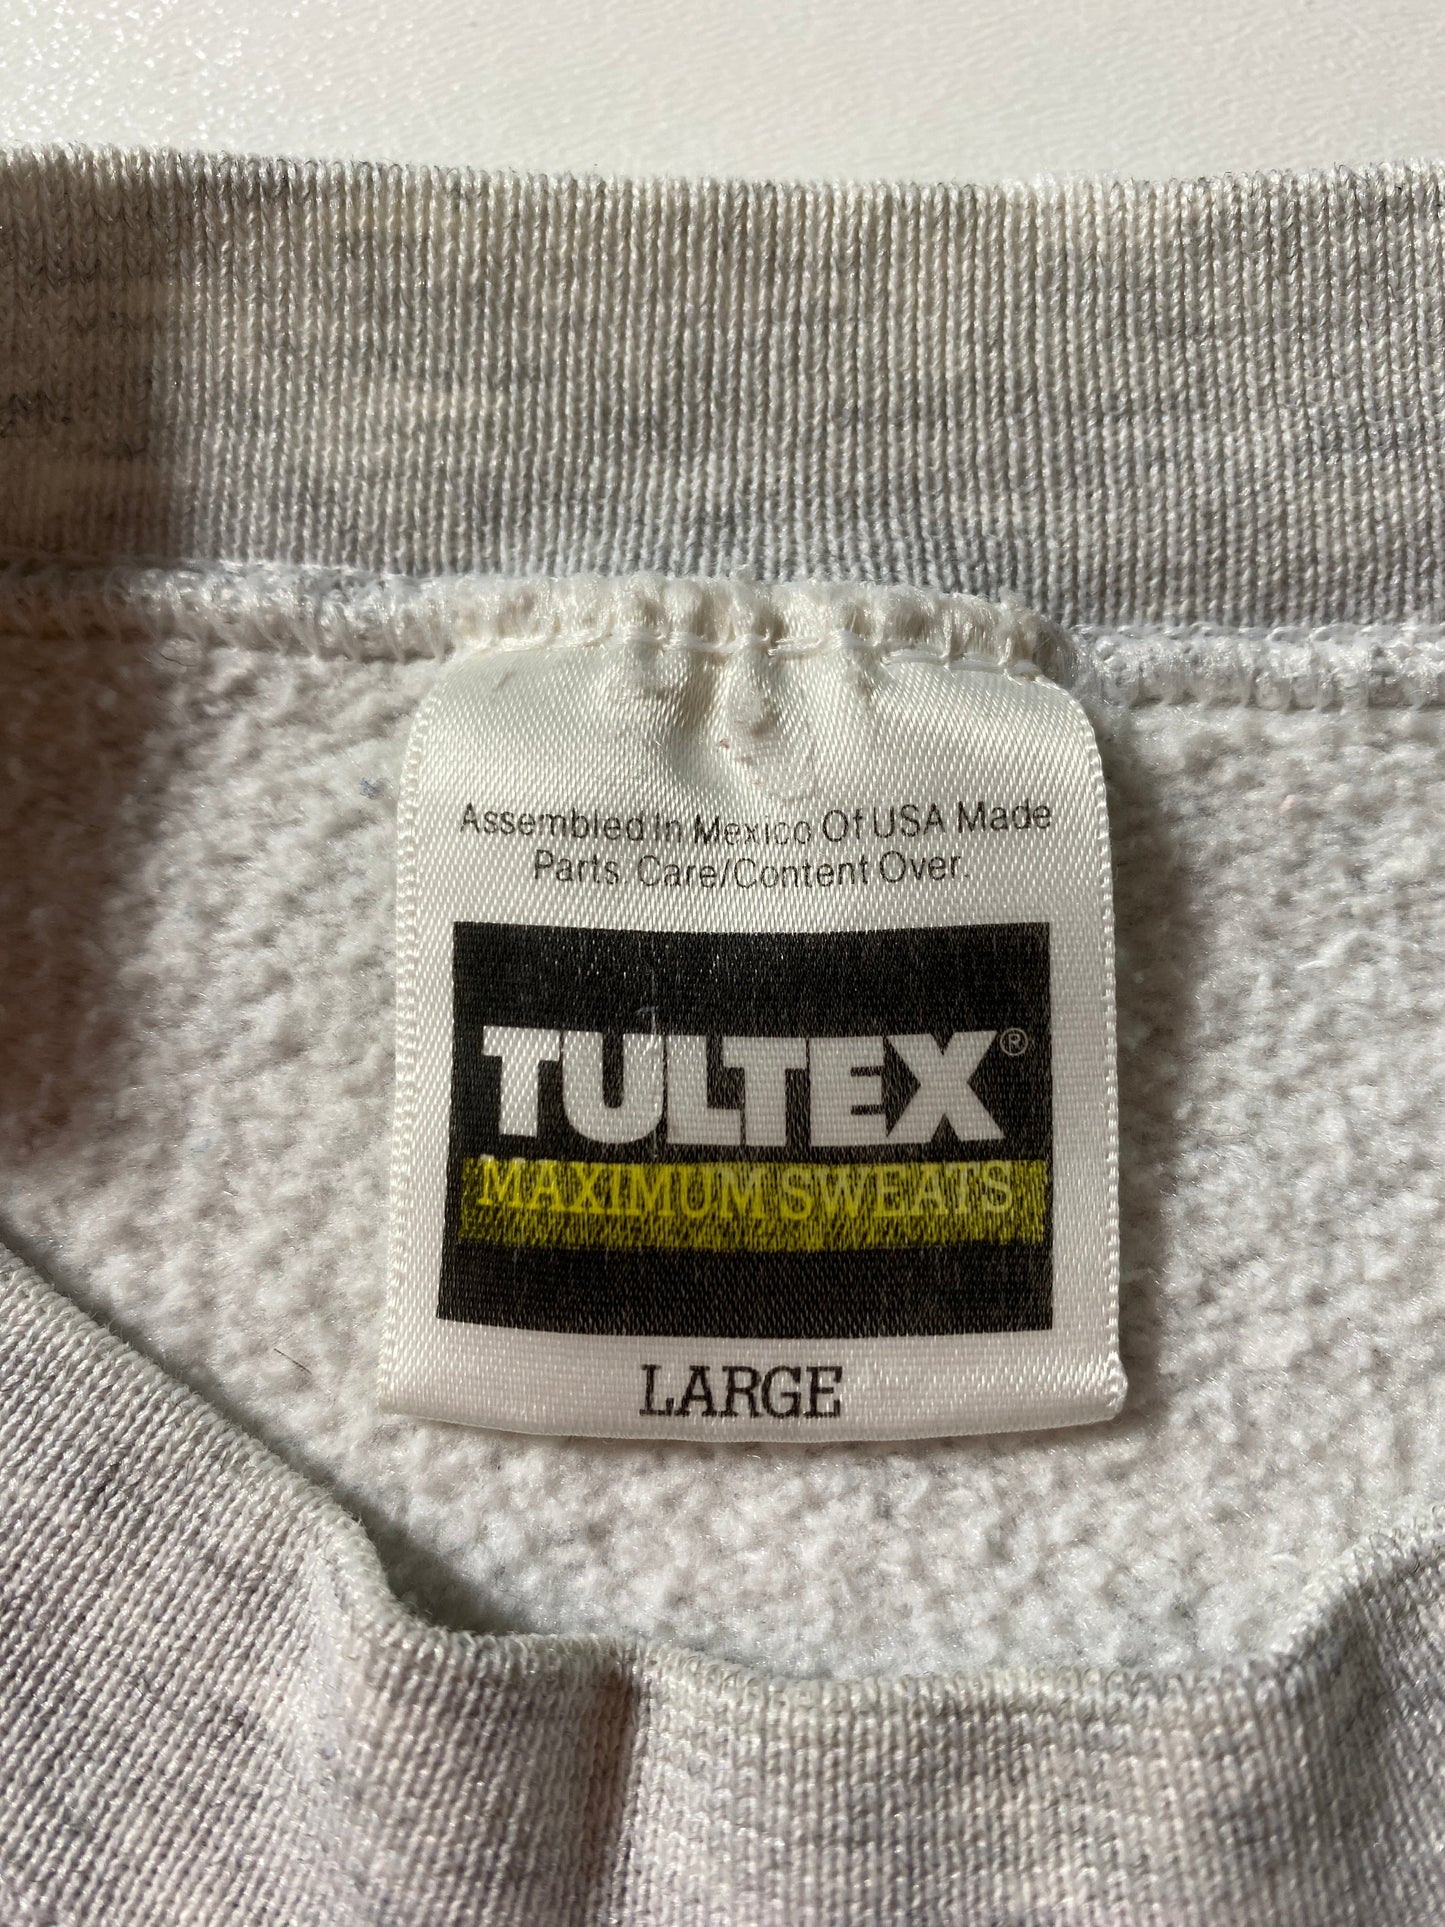 Assembled In Mexico Of USA Made
Parts. Care/Content Over.
TULTEX®
MAXIMUM SWEATS
LARGE